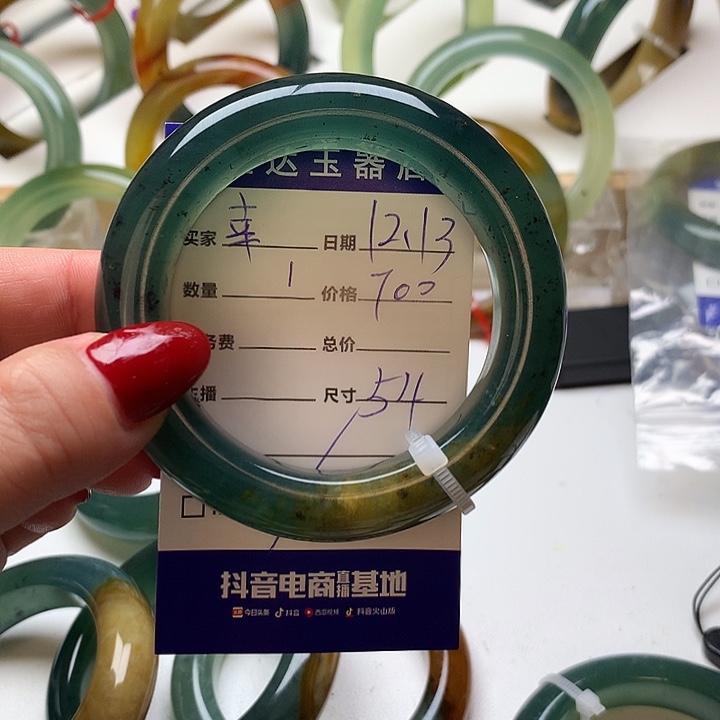 达玉器店
买家 日期 12.13
数量 1 价格 700
务费 总价
主播 尺寸 54
抖音电商直播基地
今日头条 抖音 西瓜视频 抖音火山版